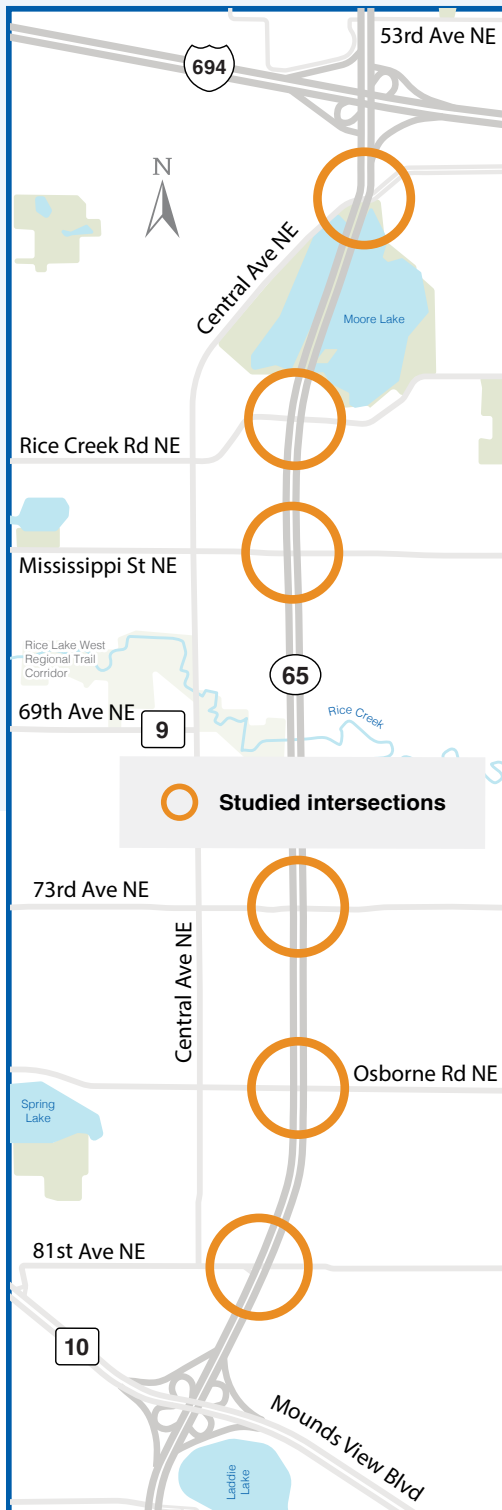 53rd Ave NE
694
N
Central Ave NE
Moore Lake
Rice Creek Rd NE
Mississippi St NE
Rice Lake West
Regional Trail
Corridor
65
69th Ave NE
9
Rice Creek
Studied intersections
73rd Ave NE
Central Ave NE
Osborne Rd NE
Spring
Lake
81st Ave NE
10
Mounds View Blvd
Laddie
Lake